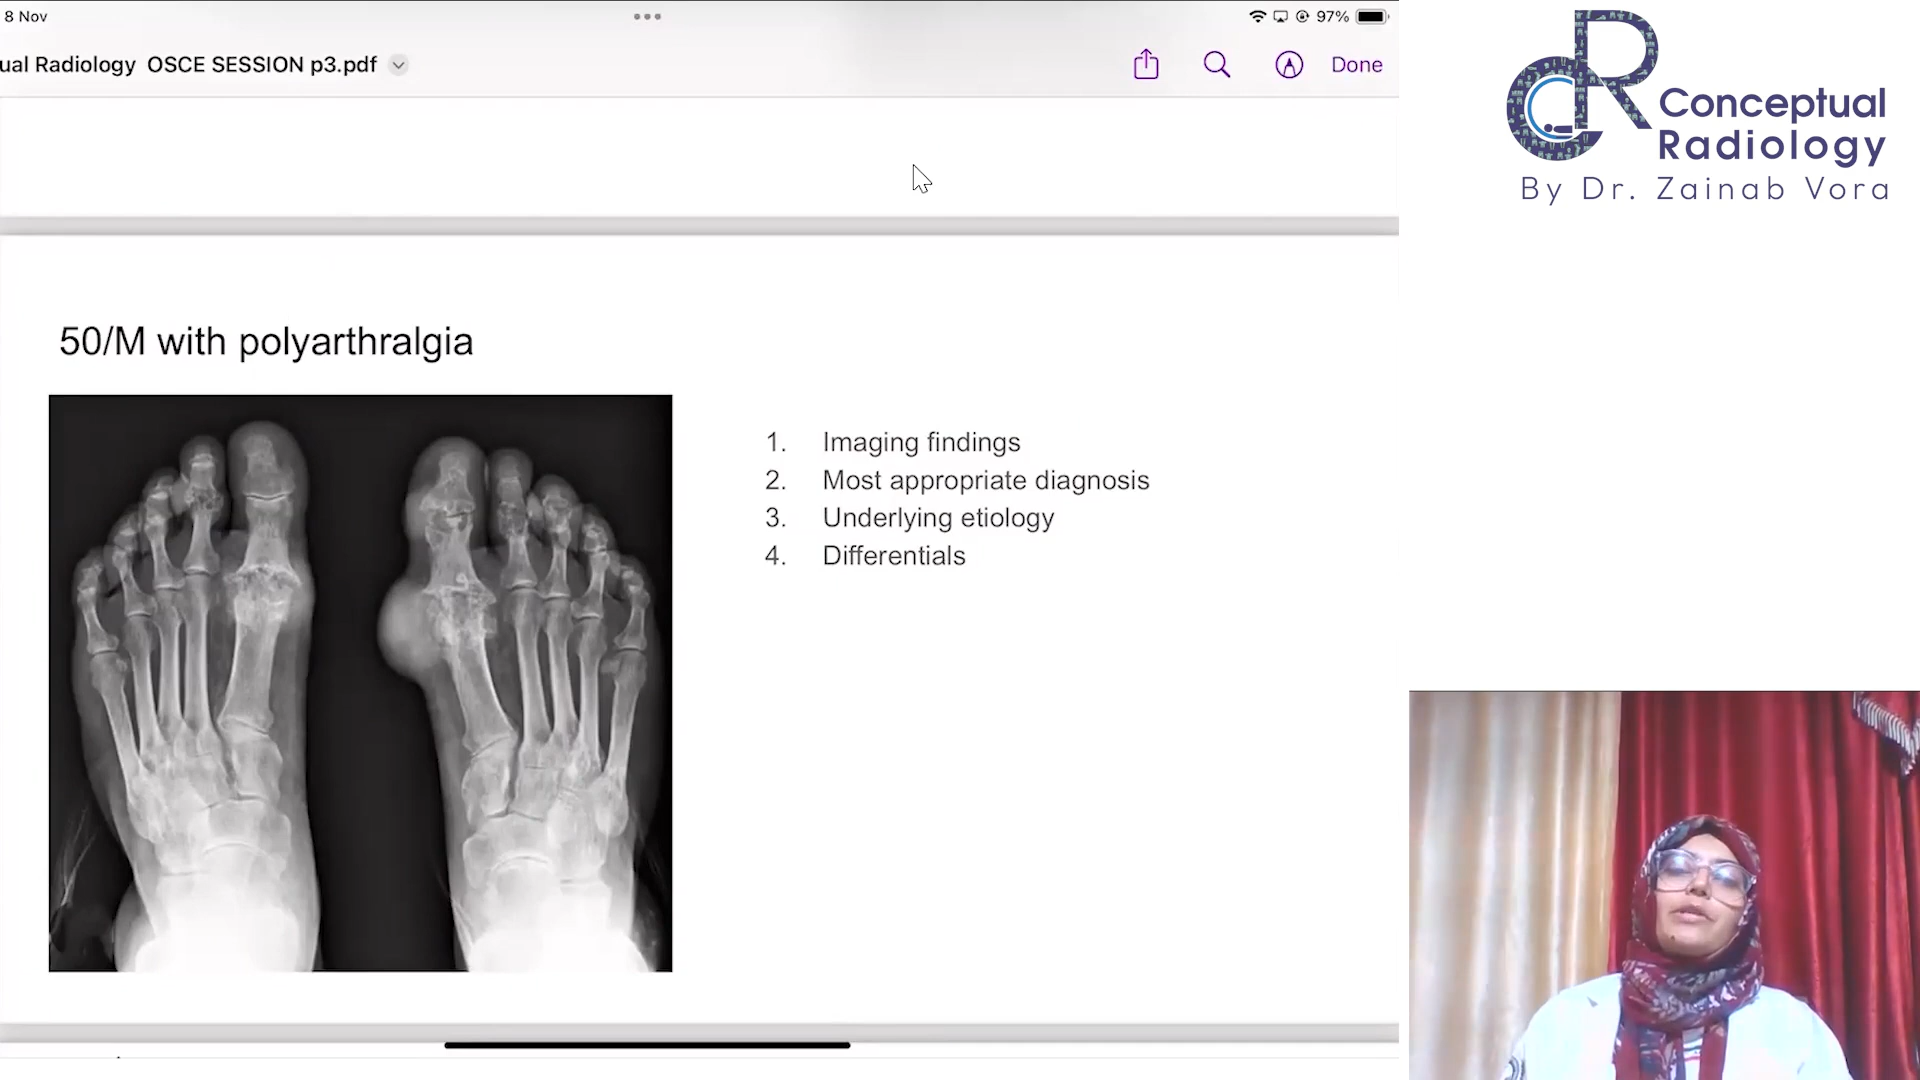 8 Nov
97%
ual Radiology OSCE SESSION p3.pdf
Done
CR
Conceptual
Radiology
By Dr. Zainab Vora
50/M with polyarthralgia
1. Imaging findings
2. Most appropriate diagnosis
3. Underlying etiology
4. Differentials